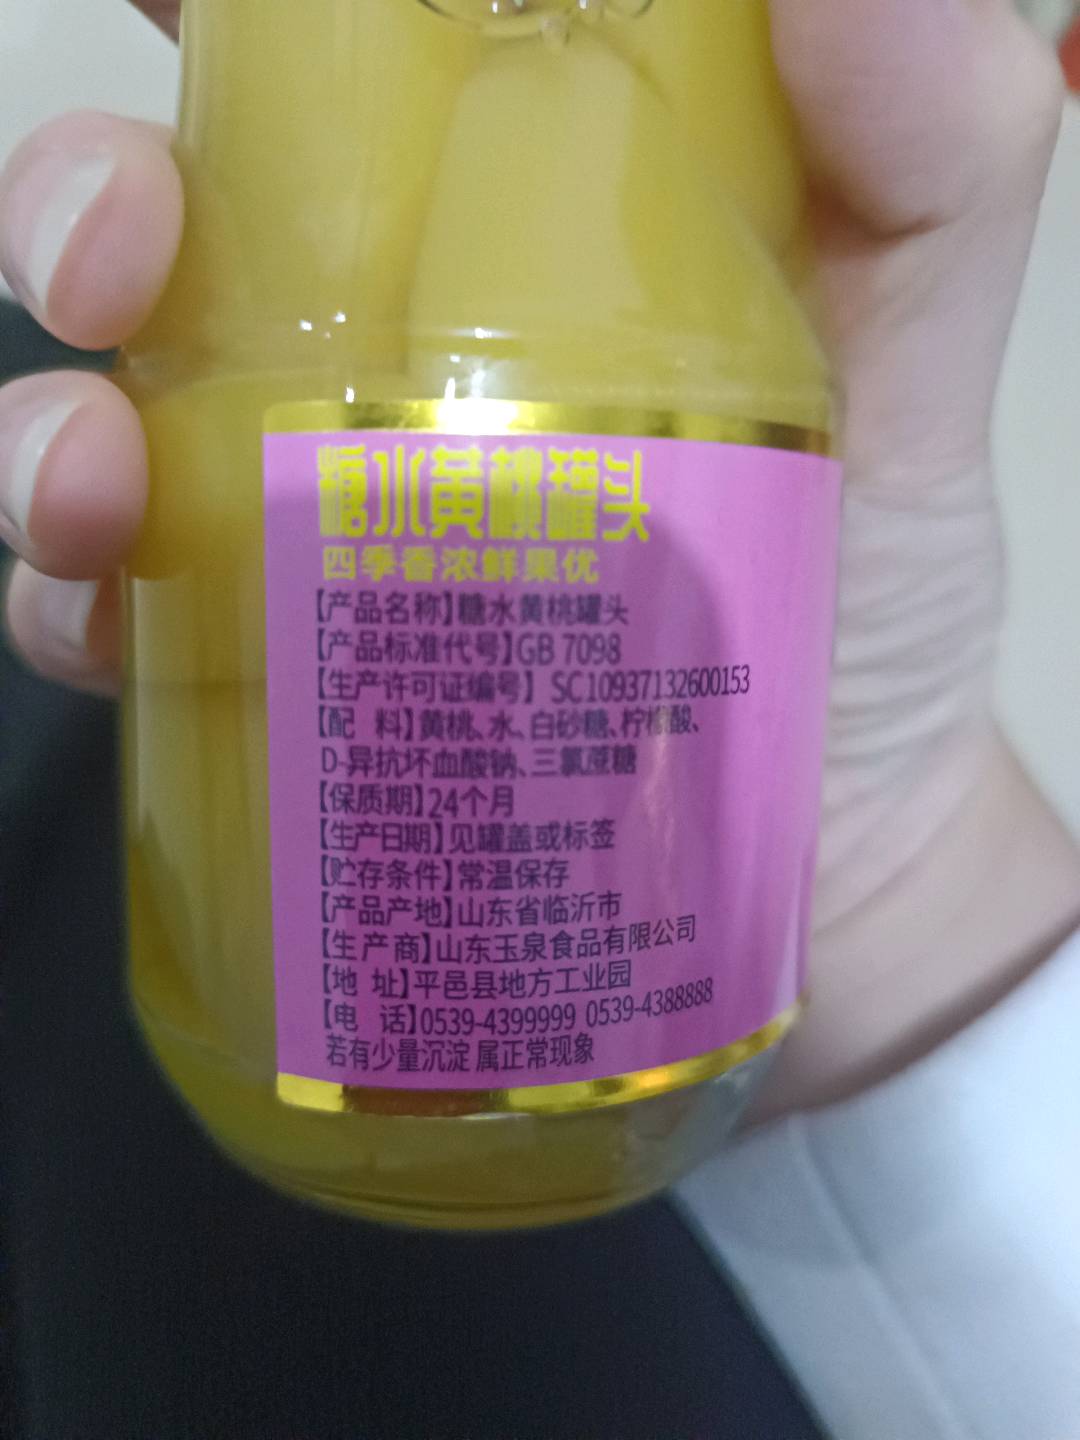 糖水黄桃罐头
四季香浓鲜果优
【产品名称】糖水黄桃罐头
【产品标准代号】GB 7098
【生产许可证编号】 SC10937132600153
【配 料】黄桃、水、白砂糖、柠檬酸、
D-异抗坏血酸钠、三氯蔗糖
【保质期】24个月
【生产日期】见罐盖或标签
【贮存条件】常温保存
【产品产地】山东省临沂市
【生产商】山东玉泉食品有限公司
【地 址】平邑县地方工业园
【电 话】0539-4399999 0539-4388888
若有少量沉淀 属正常现象